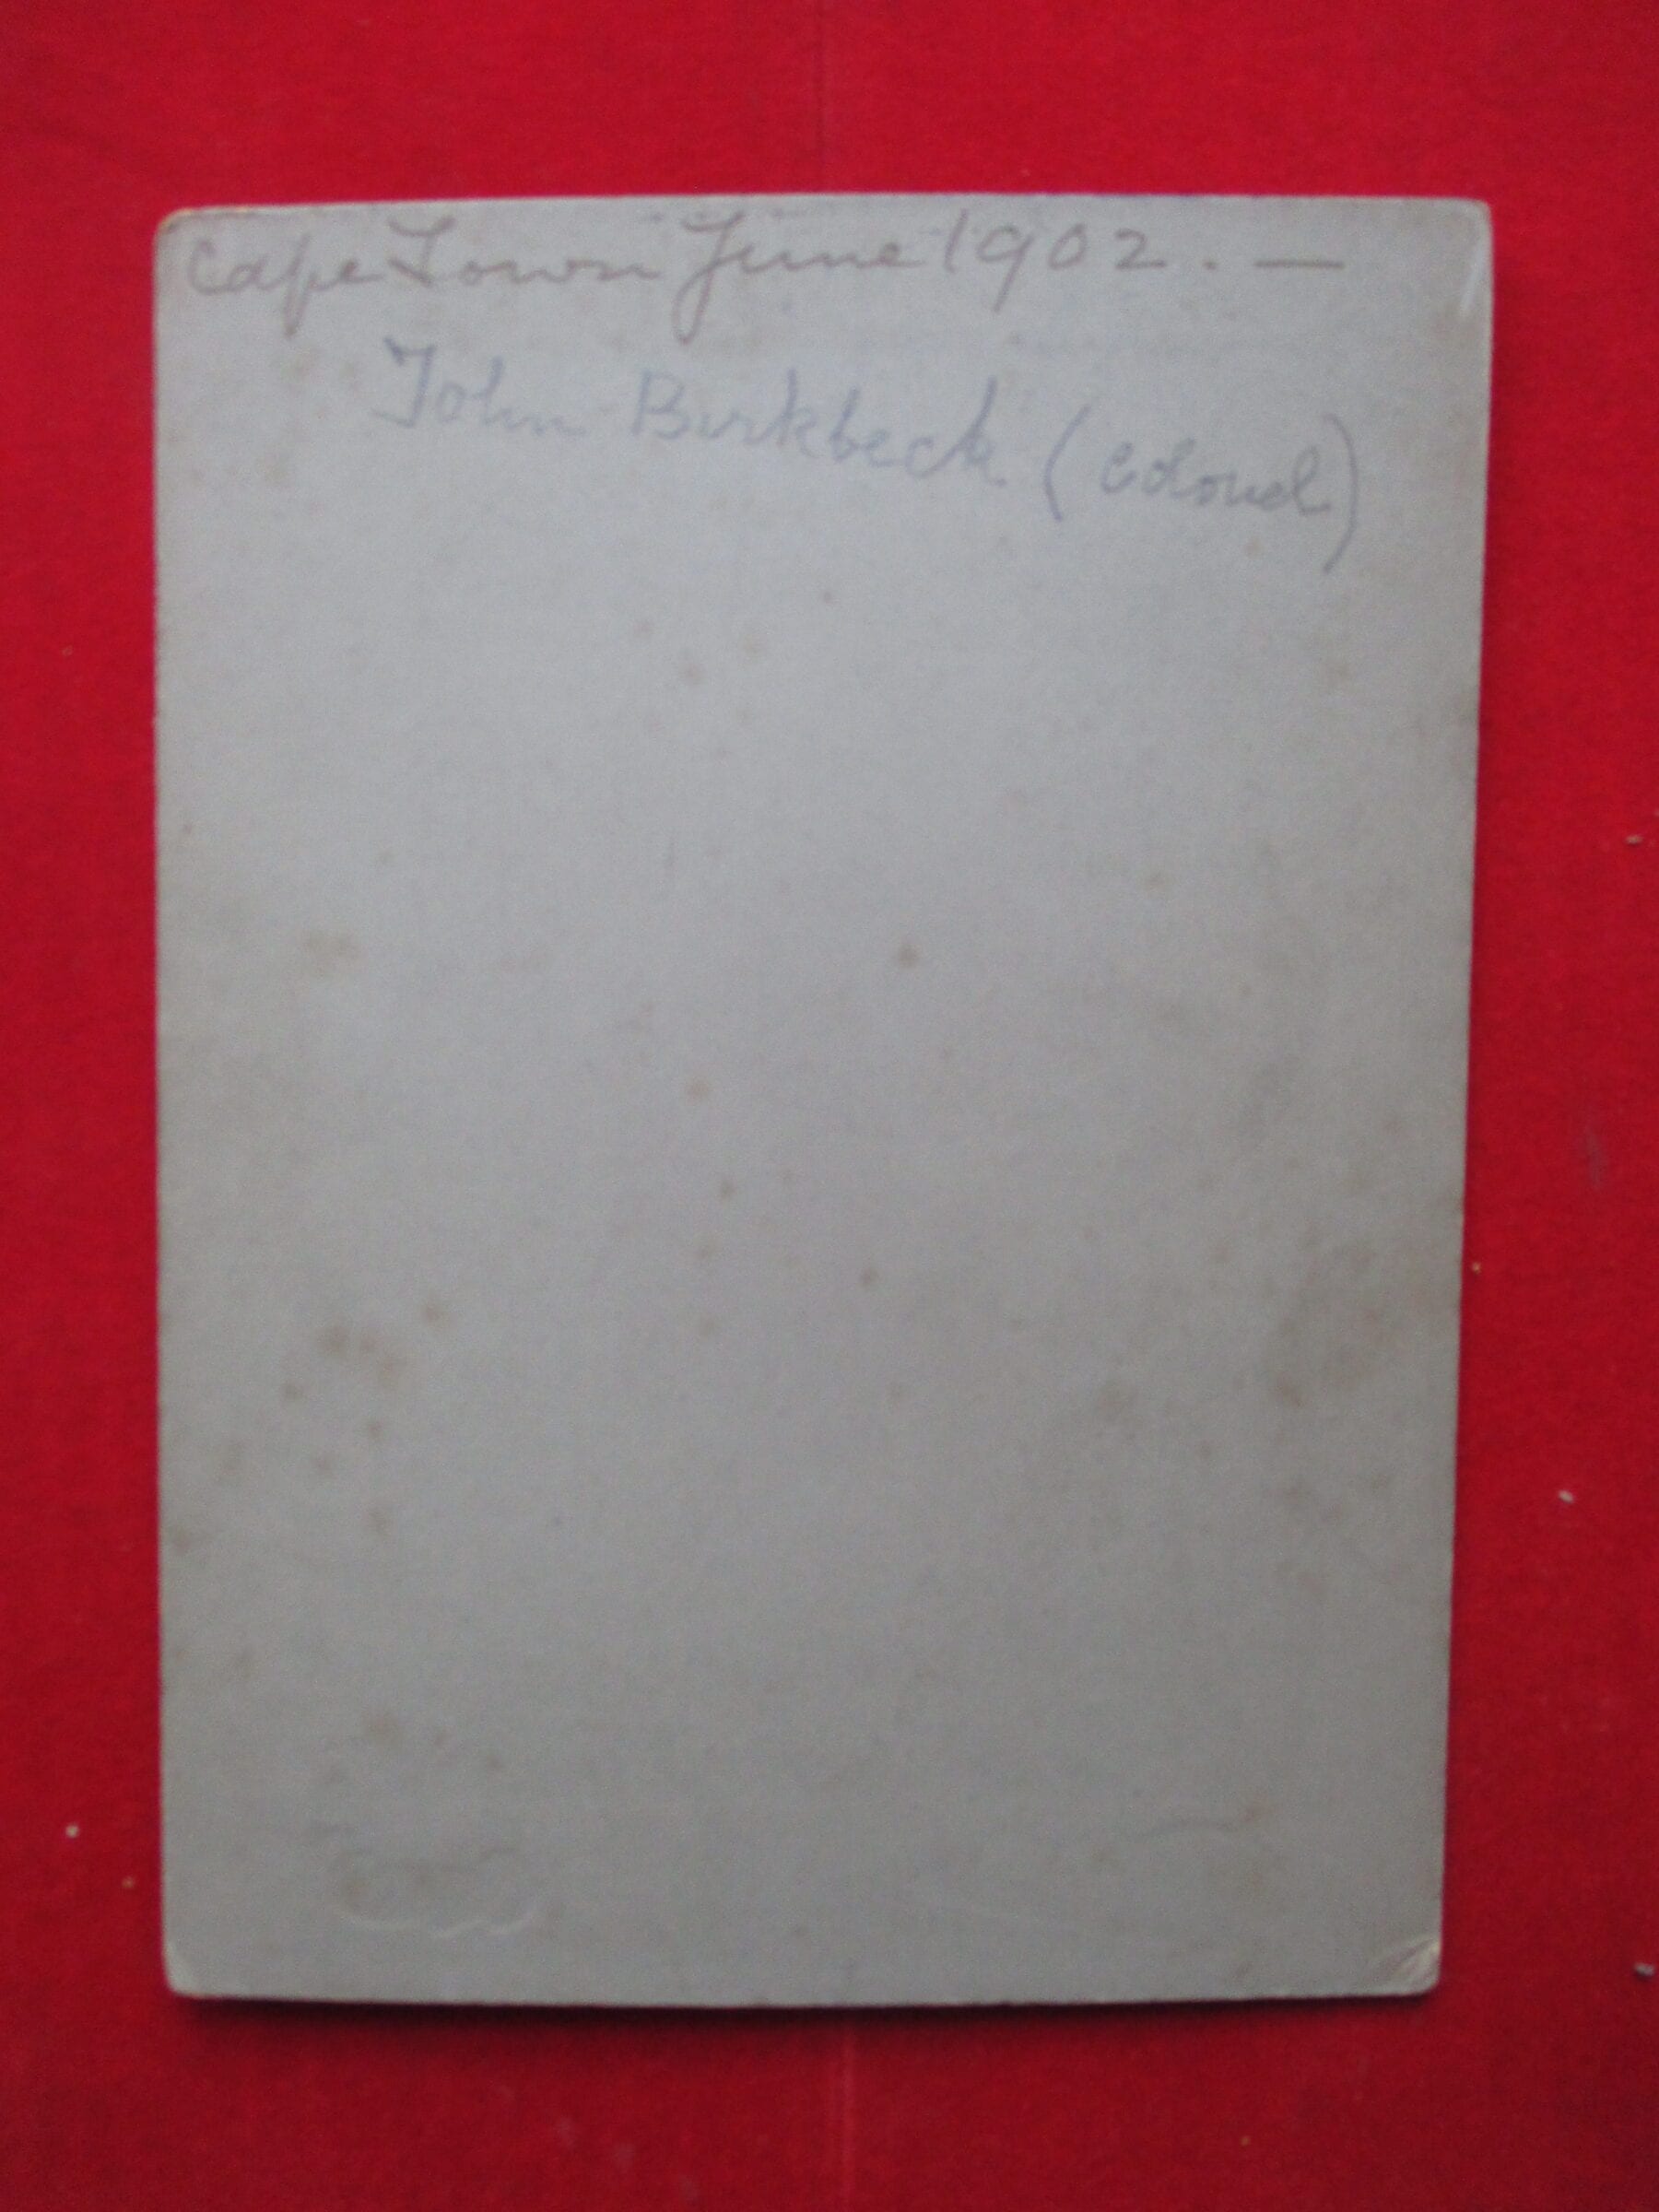 Cape Town June 1902. —
John Birkbeck (Colonel)